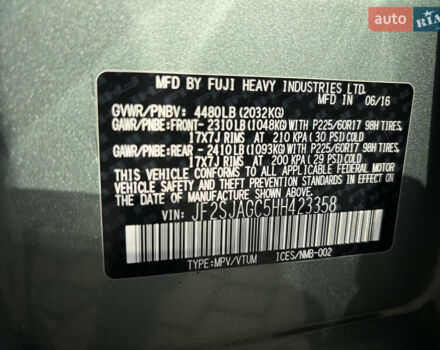 AUTO RIA
MFD BY FUJI HEAVY INDUSTRIES LTD.
MFD IN 06/16
GVWR/PNBV: 4480LB(2032KG)
GAWR/PNBE:FRONT-2310LB(1048KG)WITH P225/60R17 98H TIRES,
17X7J RIMS AT 210 KPA (30 PSI)COLD
GAWR/PNBE:REAR -2410LB(1093KG)WITH P225/60R17 98H TIRES,
17X7J RIMS AT 200 KPA (29 PSI)COLD
THIS VEHICLE CONFORMS TO ALL APPLICABLE FEDERAL MOTOR
VEHICLE SAFETY, BUMPER, AND THEFT PREVENTION STANDARDS IN EFFECT ON
THE DATE OF MANUFACTURE SHOWN ABOVE.
VIN: JF2SJAGC5HH423358
TYPE:MPV/VTUM ICES/NMB-002